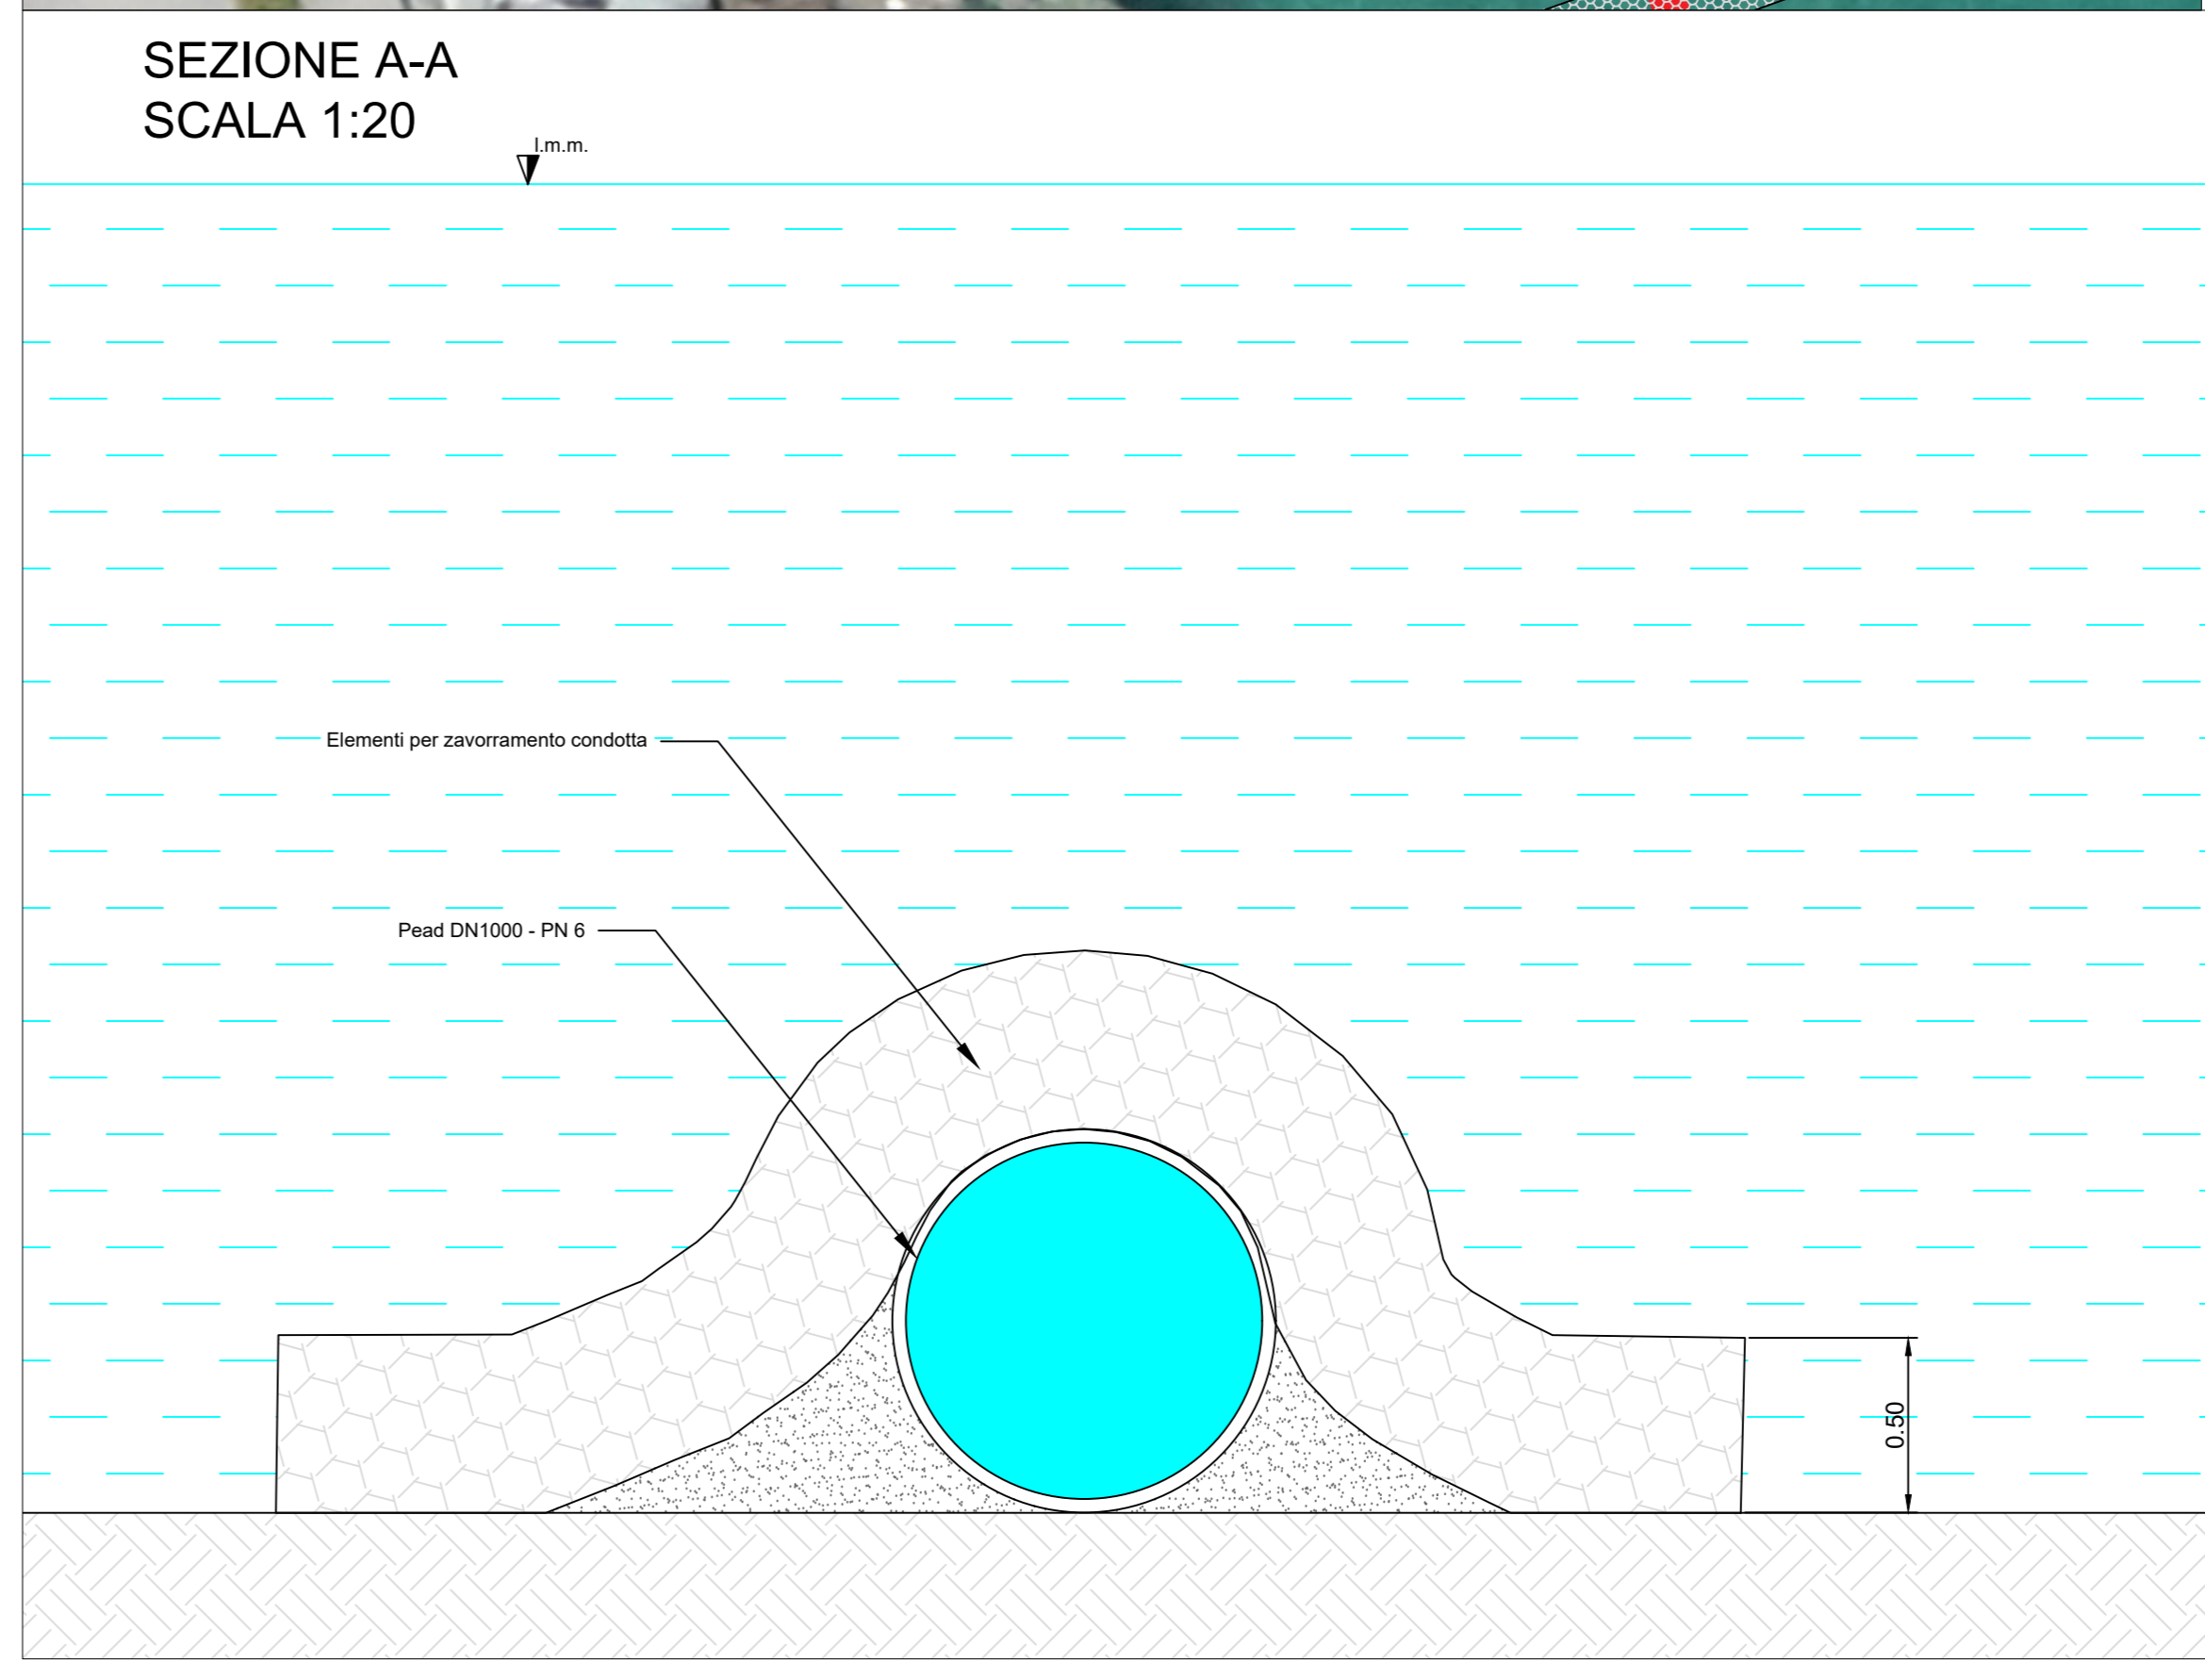 SEZIONE A-A
SCALA 1:20
l.m.m.
Elementi per zavorramento condotta
Pead DN1000 - PN 6
0.50